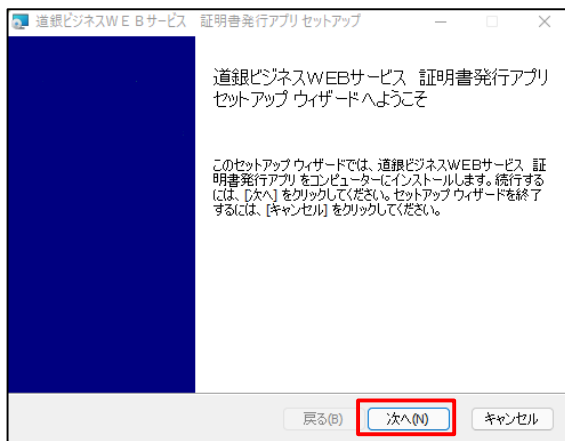 道銀ビジネスＷＥＢサービス　証明書発行アプリ セットアップ
道銀ビジネスＷＥＢサービス　証明書発行アプリ
セットアップ ウィザードへようこそ
このセットアップ ウィザードでは、道銀ビジネスＷＥＢサービス　証
明書発行アプリ をコンピューターにインストールします。続行する
には、[次へ] をクリックしてください。セットアップ ウィザードを終了
するには、[キャンセル] をクリックしてください。
戻る(B)
次へ(N)
キャンセル